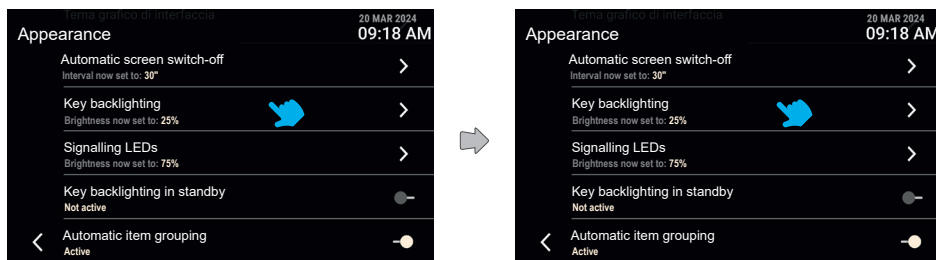 Tema grafico di interfaccia
20 MAR 2024
Appearance
09:18 AM
Automatic screen switch-off
Interval now set to: 30"
Key backlighting
Brightness now set to: 25%
Signalling LEDs
Brightness now set to: 75%
Key backlighting in standby
Not active
Automatic item grouping
Active
Tema grafico di interfaccia
20 MAR 2024
Appearance
09:18 AM
Automatic screen switch-off
Interval now set to: 30"
Key backlighting
Brightness now set to: 25%
Signalling LEDs
Brightness now set to: 75%
Key backlighting in standby
Not active
Automatic item grouping
Active